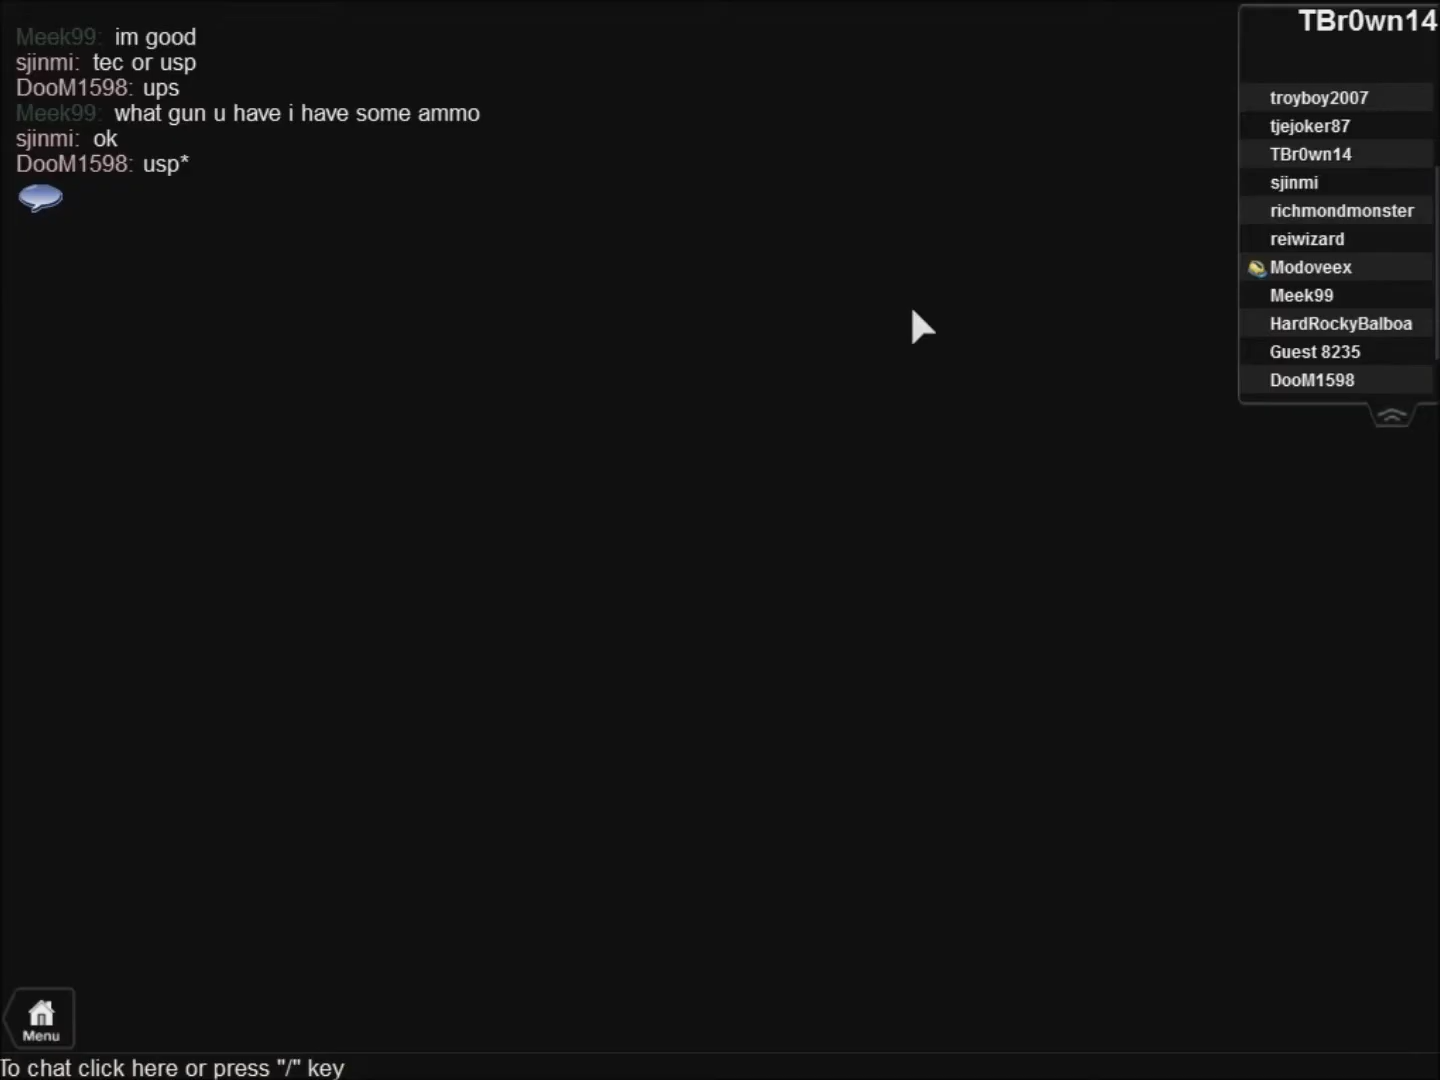 Meek99: im good
sjinmi: tec or usp
DooM1598: ups
Meek99: what gun u have i have some ammo
sjinmi: ok
DooM1598: usp*
TBr0wn14
troyboy2007
tjejoker87
TBr0wn14
sjinmi
richmondmonster
reiwizard
Modoveex
Meek99
HardRockyBalboa
Guest 8235
DooM1598
Menu
To chat click here or press "/" key